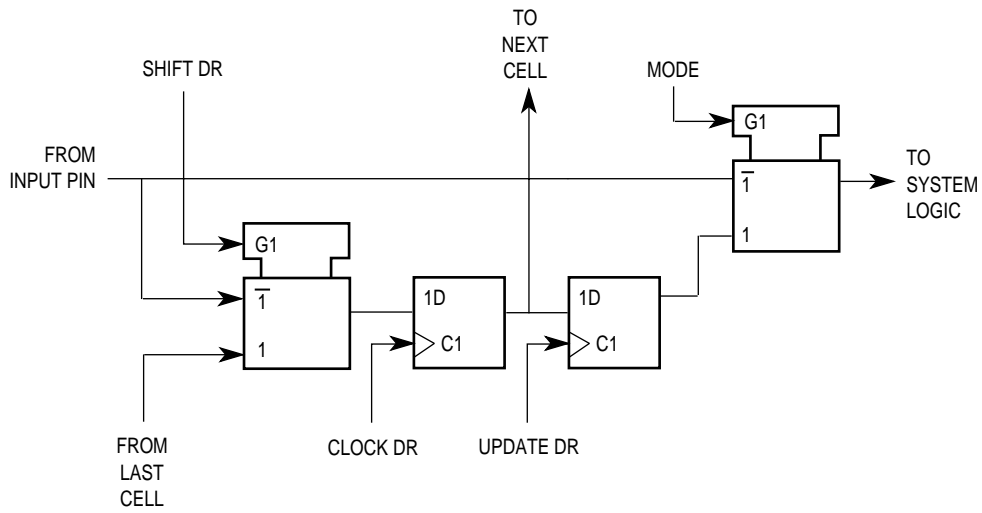 TO
NEXT
CELL
SHIFT DR
MODE
G1
FROM
INPUT PIN
TO
SYSTEM
LOGIC
1̅
1
G1
1̅
1
1D
C1
1D
C1
FROM
LAST
CELL
CLOCK DR
UPDATE DR